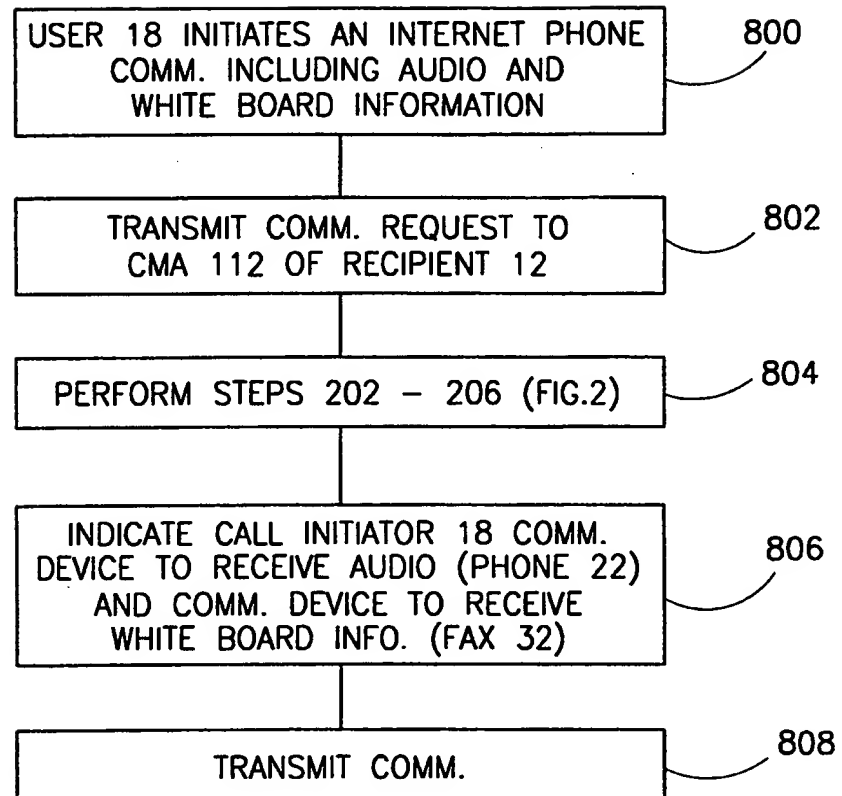 USER 18 INITIATES AN INTERNET PHONE
COMM. INCLUDING AUDIO AND
WHITE BOARD INFORMATION
800
TRANSMIT COMM. REQUEST TO
CMA 112 OF RECIPIENT 12
802
PERFORM STEPS 202 – 206 (FIG.2)
804
INDICATE CALL INITIATOR 18 COMM.
DEVICE TO RECEIVE AUDIO (PHONE 22)
AND COMM. DEVICE TO RECEIVE
WHITE BOARD INFO. (FAX 32)
806
TRANSMIT COMM.
808